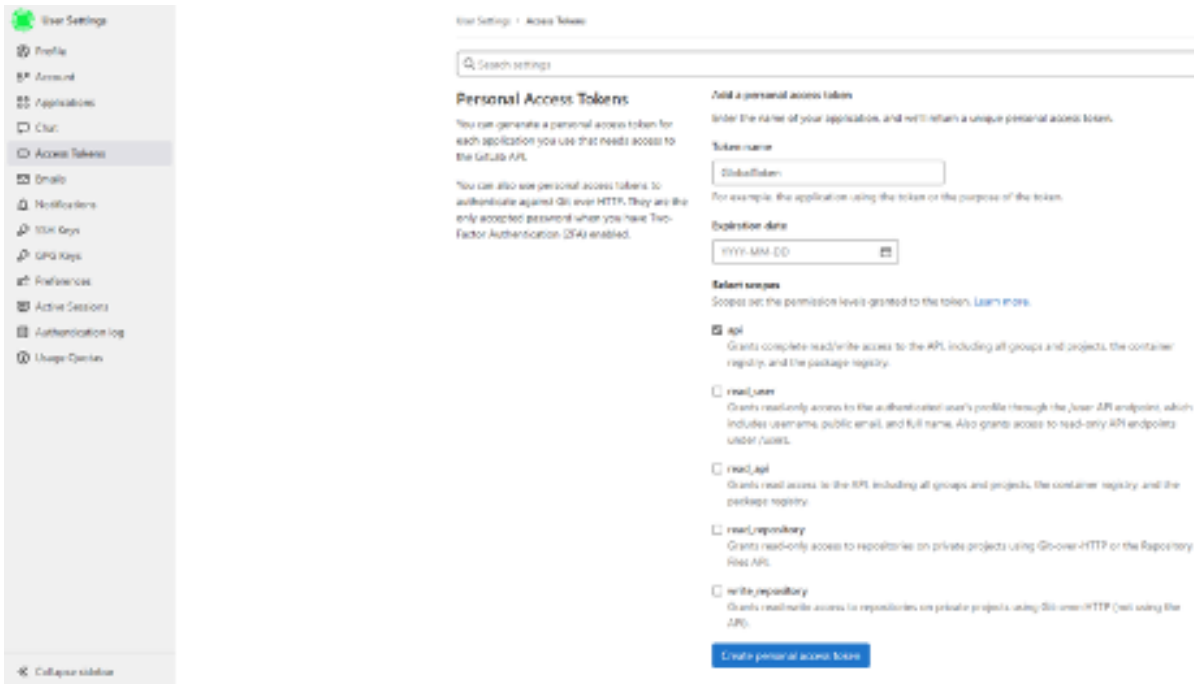 User Settings
Profile
Account
Applications
Chat
Access Tokens
Emails
Notifications
SSH Keys
GPG Keys
Preferences
Active Sessions
Authentication log
Usage Quotas
Collapse sidebar
User Settings > Access Tokens
Search settings
Personal Access Tokens
You can generate a personal access token for
each application you use that needs access to
the GitLab API.
You can also use personal access tokens to
authenticate against Git over HTTP. They are the
only accepted password when you have Two-
Factor Authentication (2FA) enabled.
Add a personal access token
Enter the name of your application, and we'll return a unique personal access token.
Token name
GlobalToken
For example, the application using the token or the purpose of the token.
Expiration date
YYYY-MM-DD
Select scopes
Scopes set the permission levels granted to the token. Learn more.
api
Grants complete read/write access to the API, including all groups and projects, the container
registry, and the package registry.
read_user
Grants read-only access to the authenticated user's profile through the /user API endpoint, which
includes username, public email, and full name. Also grants access to read-only API endpoints
under /users.
read_api
Grants read access to the API, including all groups and projects, the container registry, and the
package registry.
read_repository
Grants read-only access to repositories on private projects using Git-over-HTTP or the Repository
Files API.
write_repository
Grants read-write access to repositories on private projects using Git-over-HTTP (not using the
API).
Create personal access token